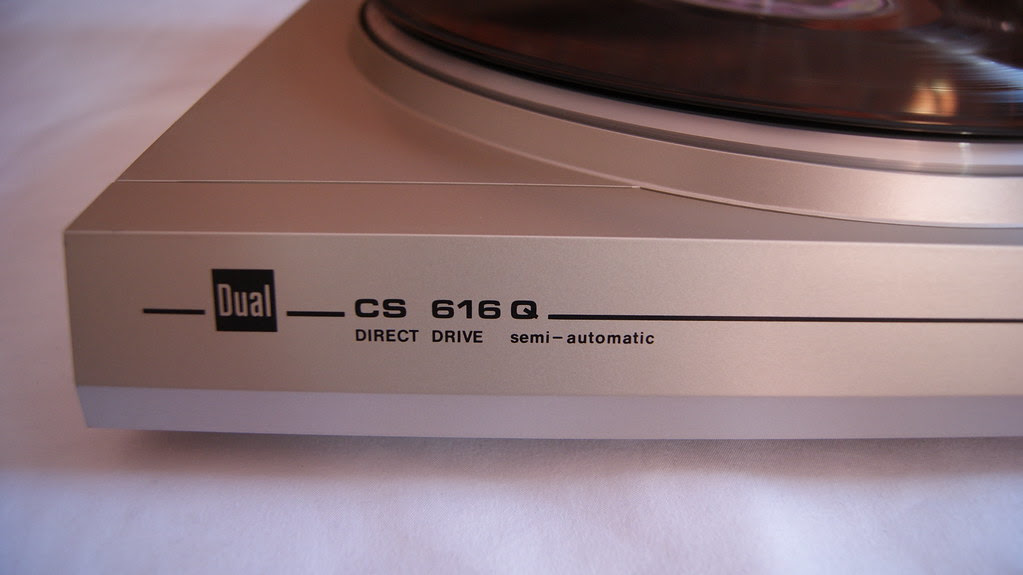 Dual
CS 616 Q
DIRECT DRIVE semi-automatic